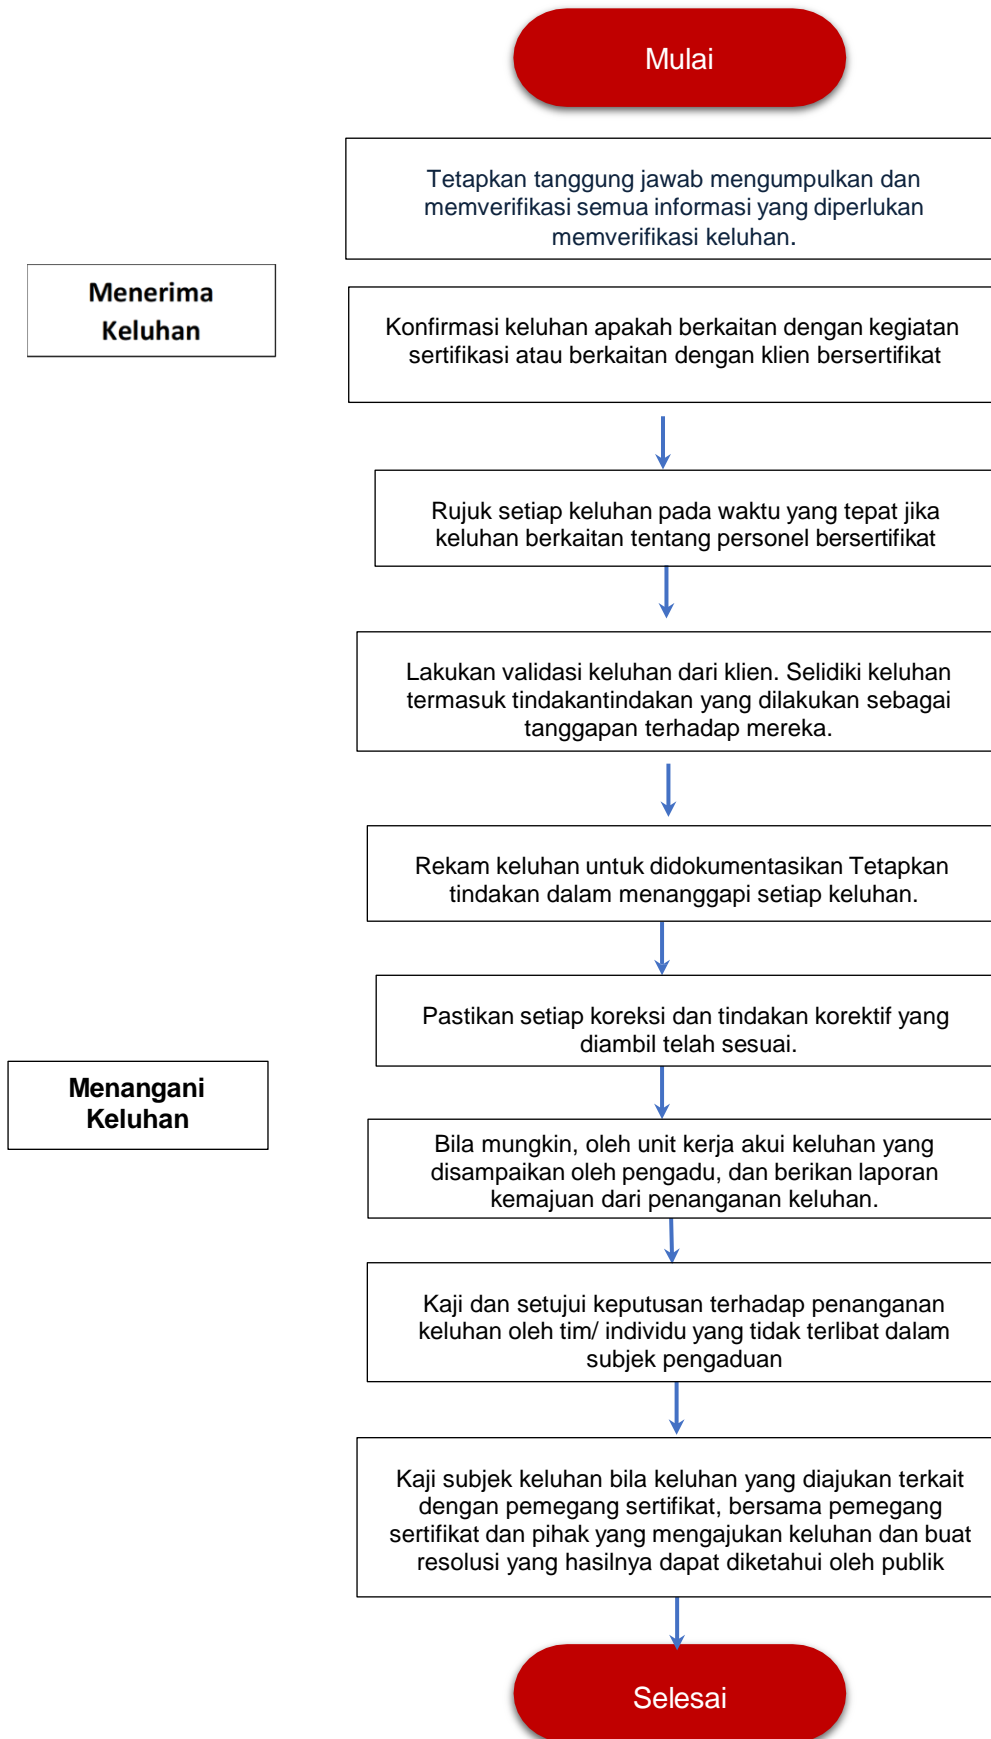 Mulai
Tetapkan tanggung jawab mengumpulkan dan
memverifikasi semua informasi yang diperlukan
memverifikasi keluhan.
Menerima
Keluhan
Konfirmasi keluhan apakah berkaitan dengan kegiatan
sertifikasi atau berkaitan dengan klien bersertifikat
Rujuk setiap keluhan pada waktu yang tepat jika
keluhan berkaitan tentang personel bersertifikat
Lakukan validasi keluhan dari klien. Selidiki keluhan
termasuk tindakantindakan yang dilakukan sebagai
tanggapan terhadap mereka.
Rekam keluhan untuk didokumentasikan Tetapkan
tindakan dalam menanggapi setiap keluhan.
Pastikan setiap koreksi dan tindakan korektif yang
diambil telah sesuai.
Menangani
Keluhan
Bila mungkin, oleh unit kerja akui keluhan yang
disampaikan oleh pengadu, dan berikan laporan
kemajuan dari penanganan keluhan.
Kaji dan setujui keputusan terhadap penanganan
keluhan oleh tim/ individu yang tidak terlibat dalam
subjek pengaduan
Kaji subjek keluhan bila keluhan yang diajukan terkait
dengan pemegang sertifikat, bersama pemegang
sertifikat dan pihak yang mengajukan keluhan dan buat
resolusi yang hasilnya dapat diketahui oleh publik
Selesai